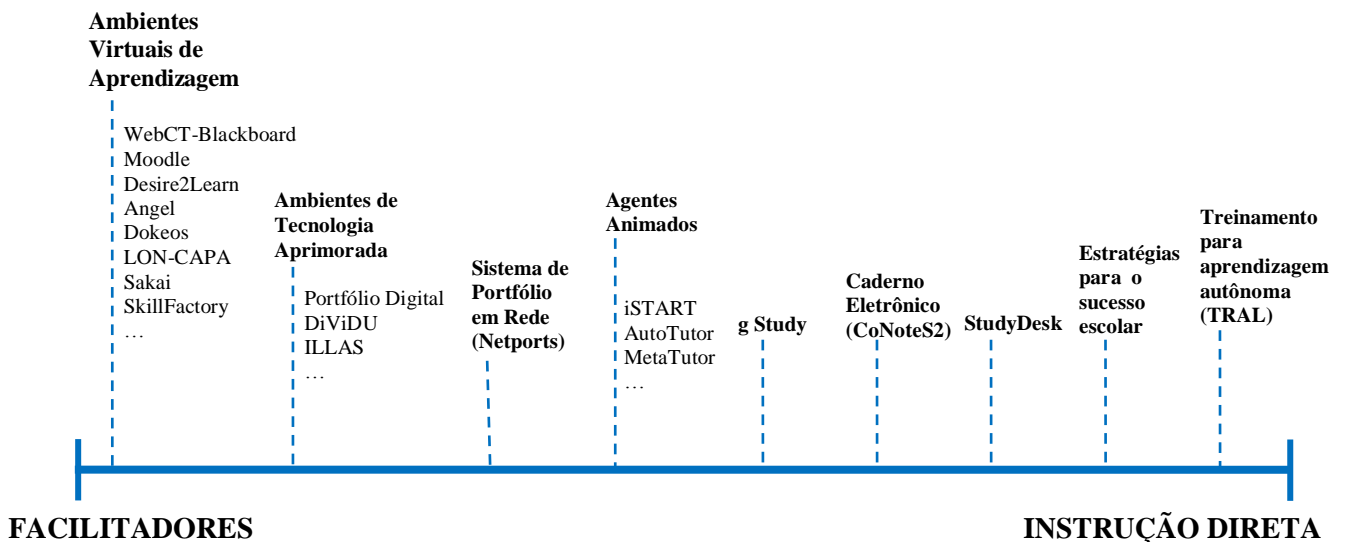 Ambientes
Virtuais de
Aprendizagem
WebCT-Blackboard
Moodle
Desire2Learn
Angel
Dokeos
LON-CAPA
Sakai
SkillFactory
…
Ambientes de
Tecnologia
Aprimorada
Portfólio Digital
DiViDU
ILLAS
…
Sistema de
Portfólio
em Rede
(Netports)
Agentes
Animados
iSTART
AutoTutor
MetaTutor
…
g Study
Caderno
Eletrônico
(CoNoteS2)
StudyDesk
Estratégias
para o
sucesso
escolar
Treinamento
para
aprendizagem
autônoma
(TRAL)
FACILITADORES
INSTRUÇÃO DIRETA